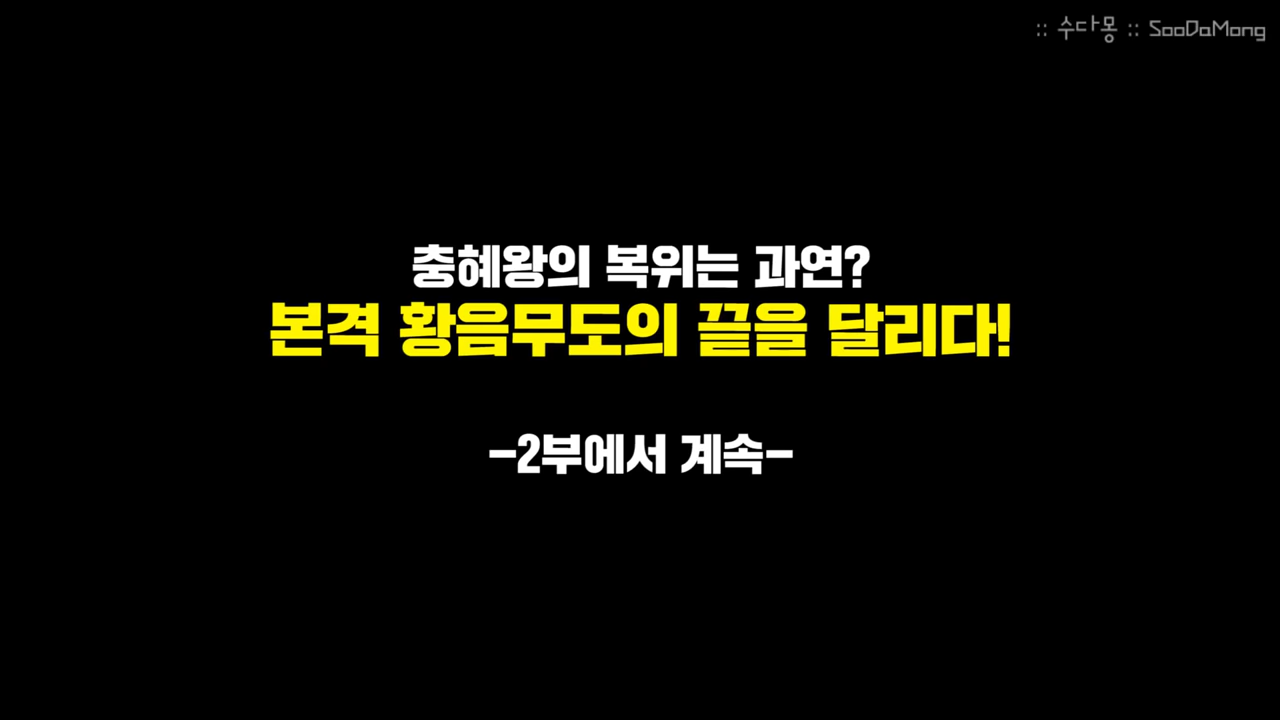 :: 수다몽 :: SooDaMong
충혜왕의 복위는 과연?
본격 황음무도의 끝을 달리다!
-2부에서 계속-